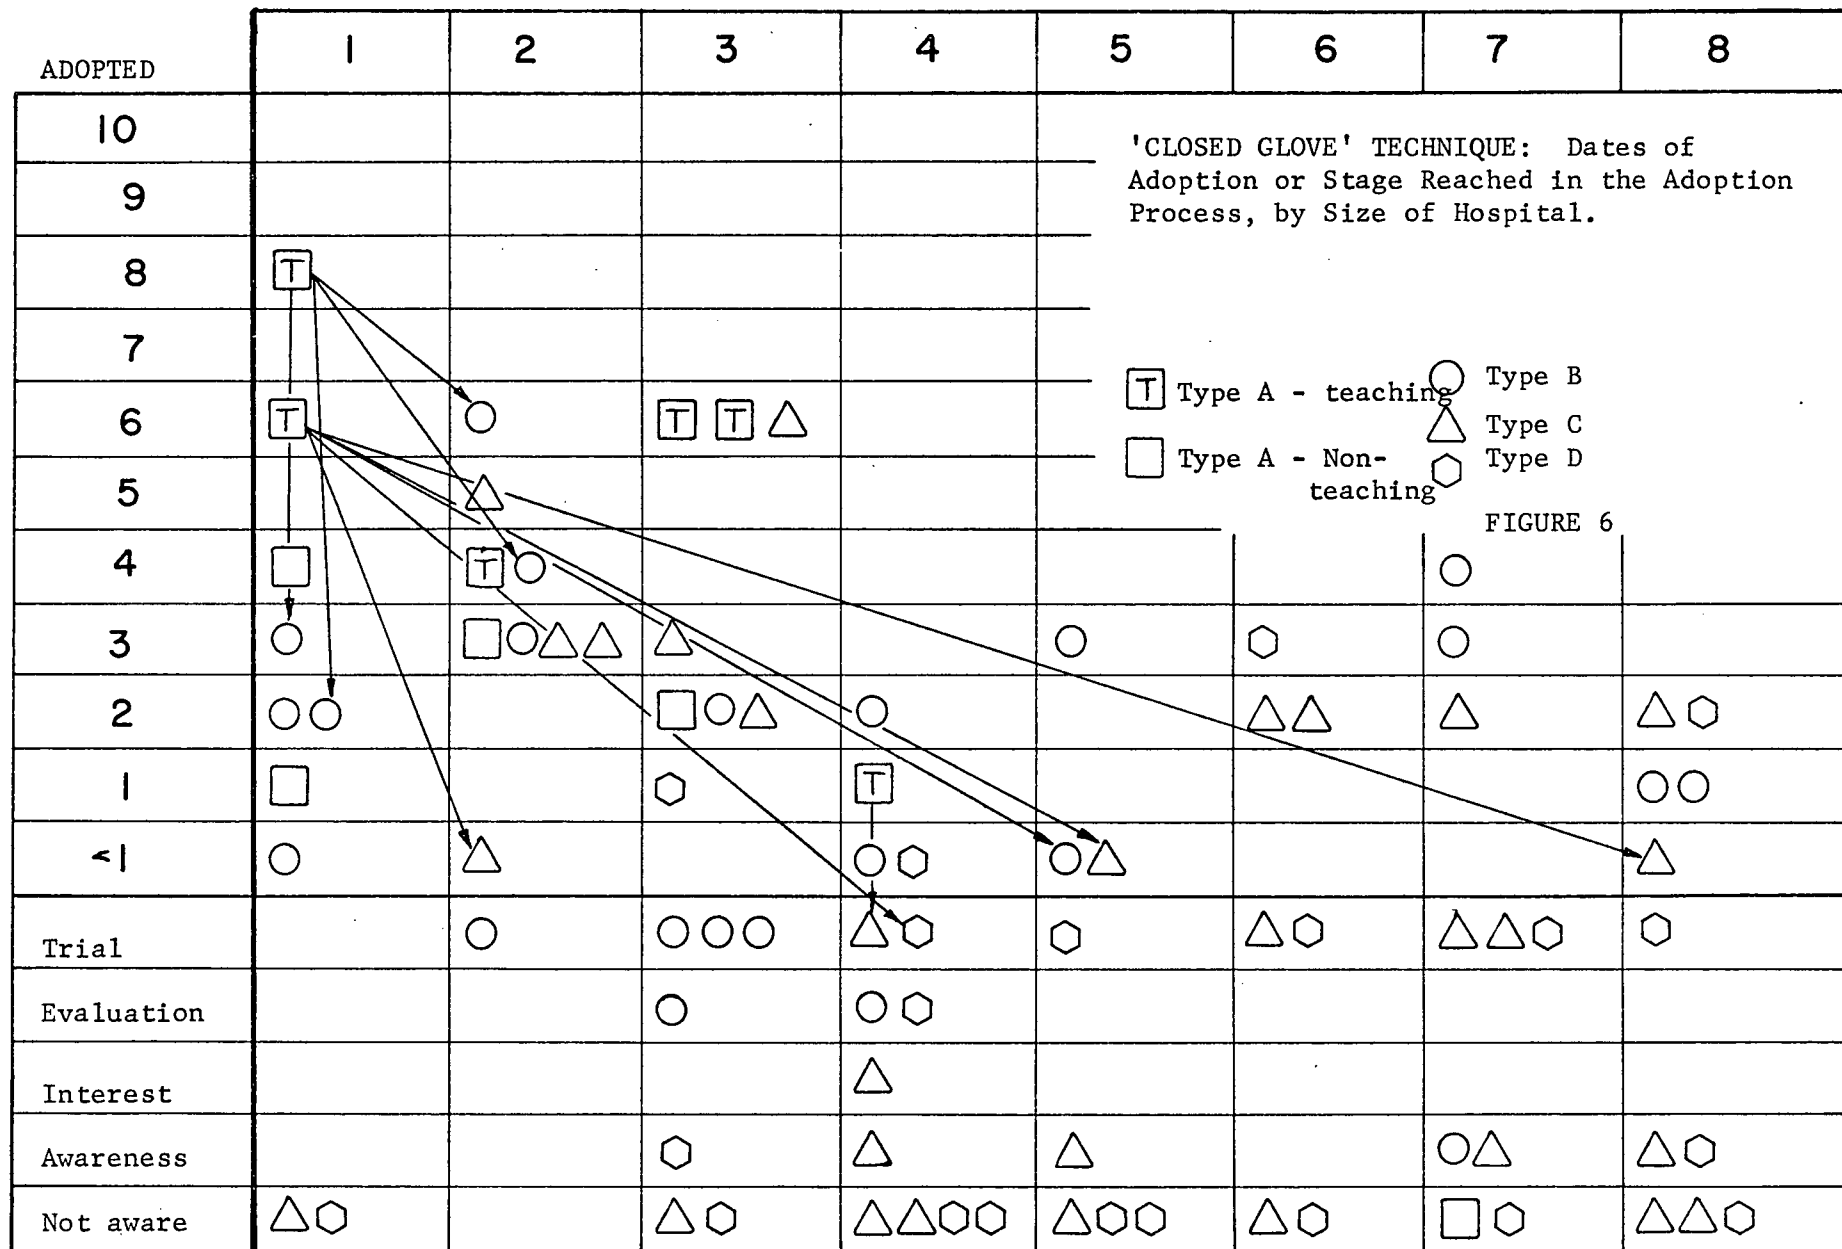 ADOPTED 1 2 3 4 5 6 7 8
10
'CLOSED GLOVE' TECHNIQUE: Dates of
Adoption or Stage Reached in the Adoption
Process, by Size of Hospital.
9
8 T
7
T Type A - teaching Type B
6 T T T
Type C
Type A - Non-teaching Type D
5
FIGURE 6
4 T
3
2
1 T
<1
Trial
Evaluation
Interest
Awareness
Not aware